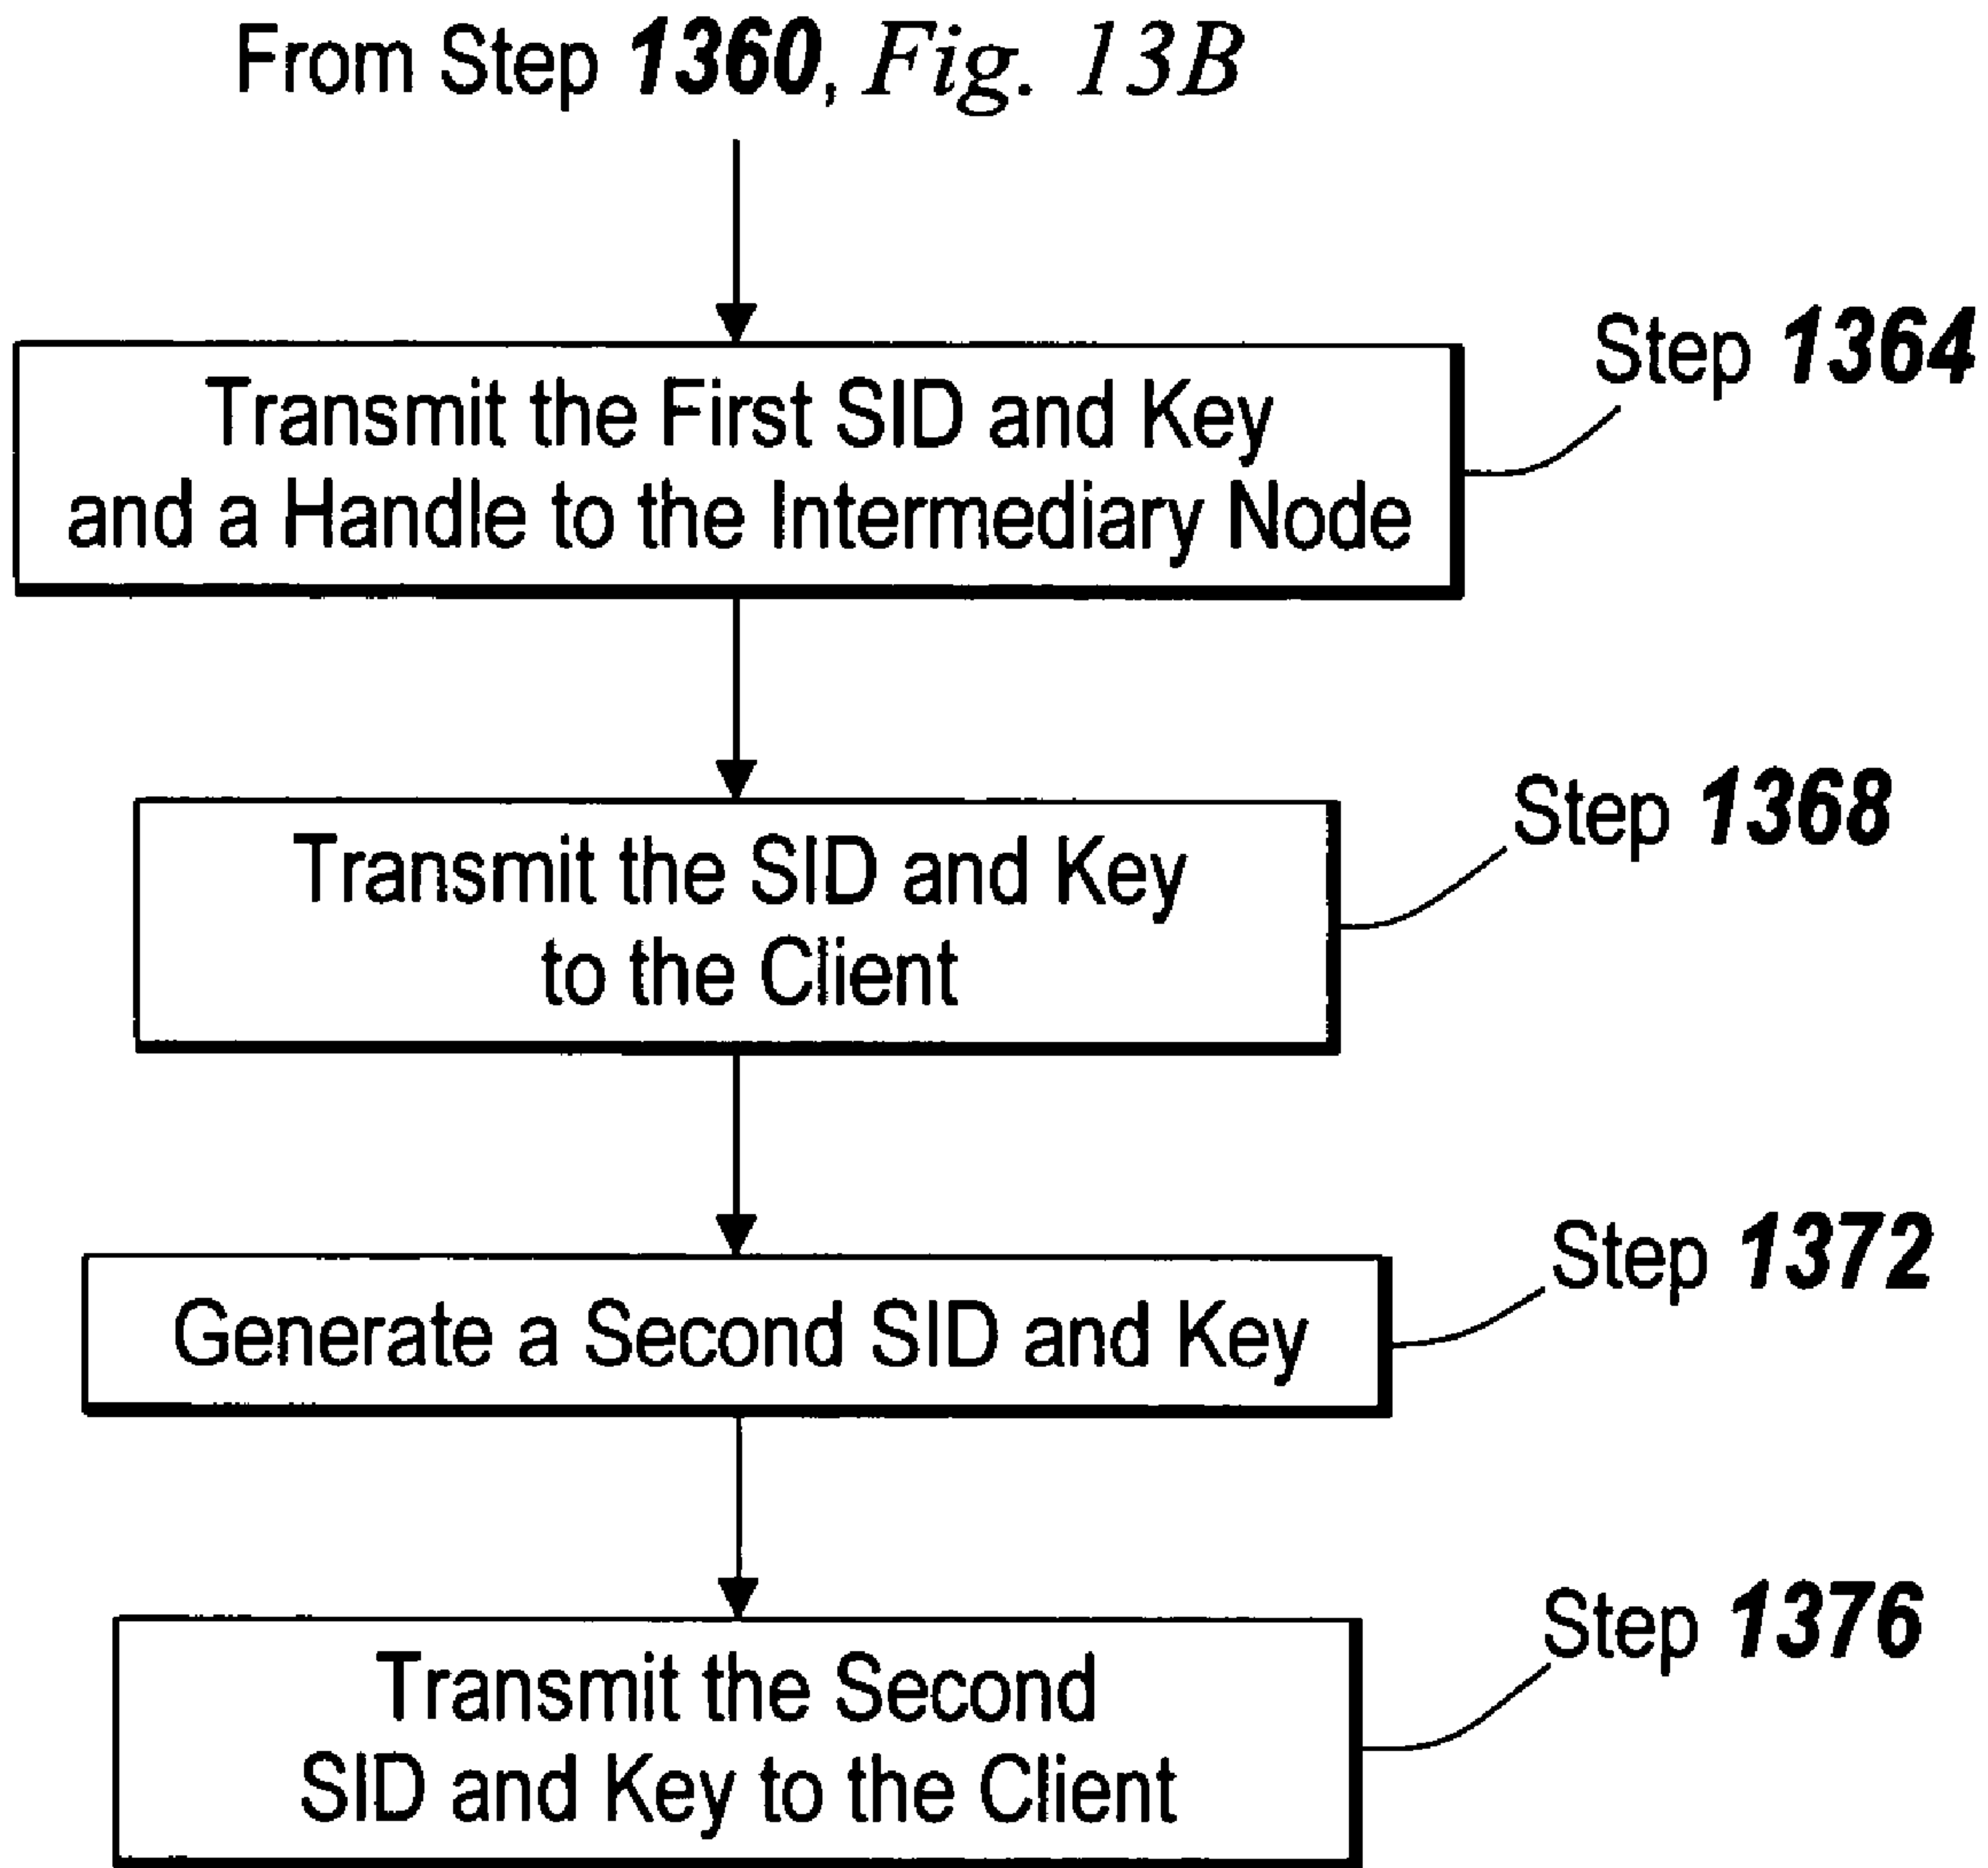 From Step 1360, Fig. 13B
Step 1364
Transmit the First SID and Key
and a Handle to the Intermediary Node
Step 1368
Transmit the SID and Key
to the Client
Step 1372
Generate a Second SID and Key
Step 1376
Transmit the Second
SID and Key to the Client